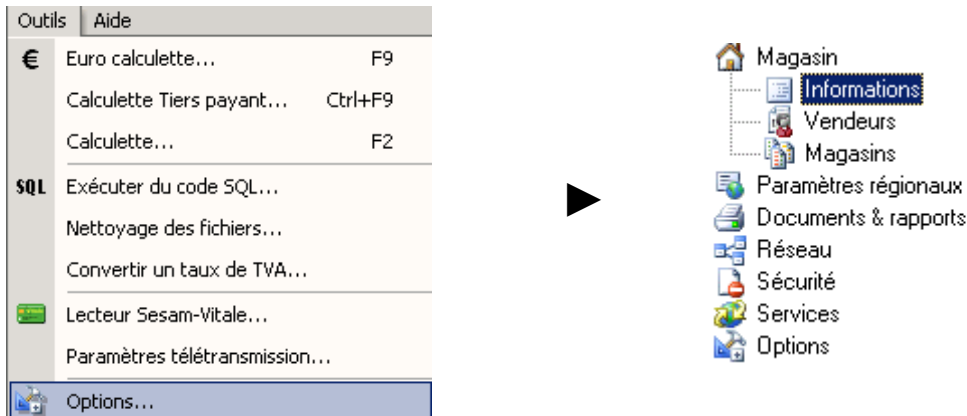 Outils Aide
€ Euro calculette... F9
Calculette Tiers payant... Ctrl+F9
Calculette... F2
SQL Exécuter du code SQL...
Nettoyage des fichiers...
Convertir un taux de TVA...
Lecteur Sesam-Vitale...
Paramètres télétransmission...
Options...
Magasin
Informations
Vendeurs
Magasins
Paramètres régionaux
Documents & rapports
Réseau
Sécurité
Services
Options